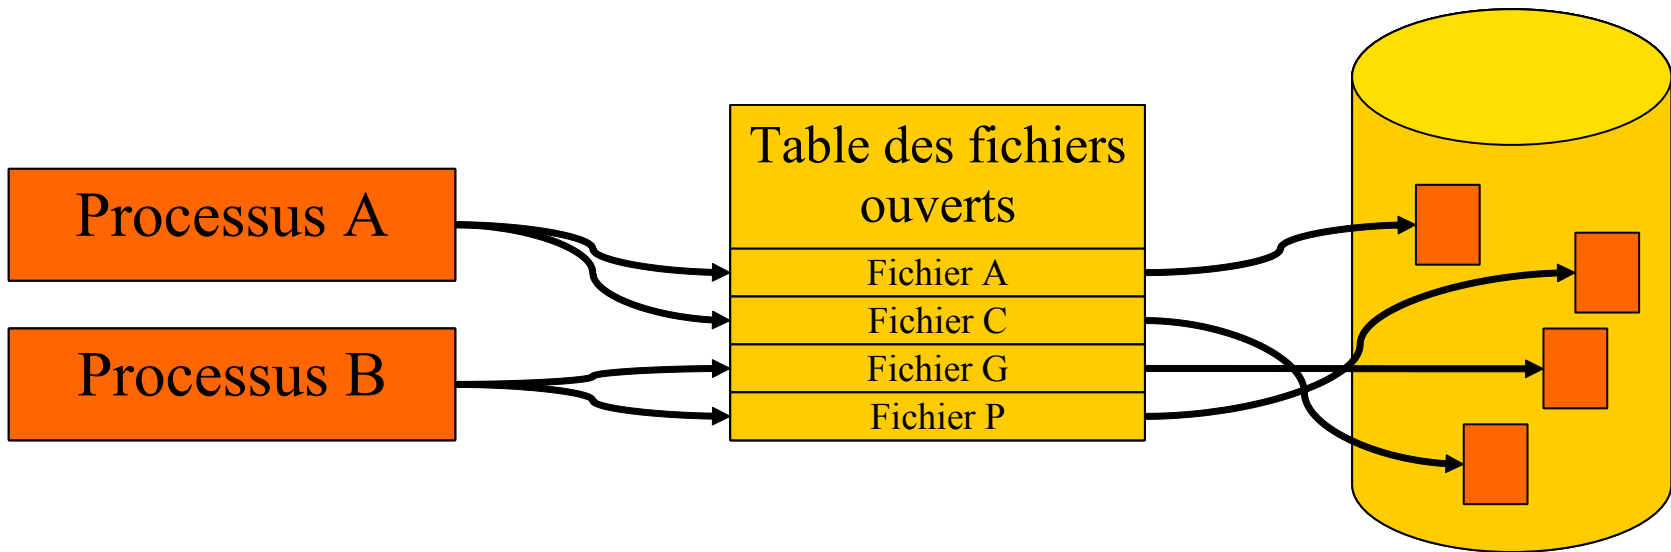 Processus A
Processus B
Table des fichiers
ouverts
Fichier A
Fichier C
Fichier G
Fichier P